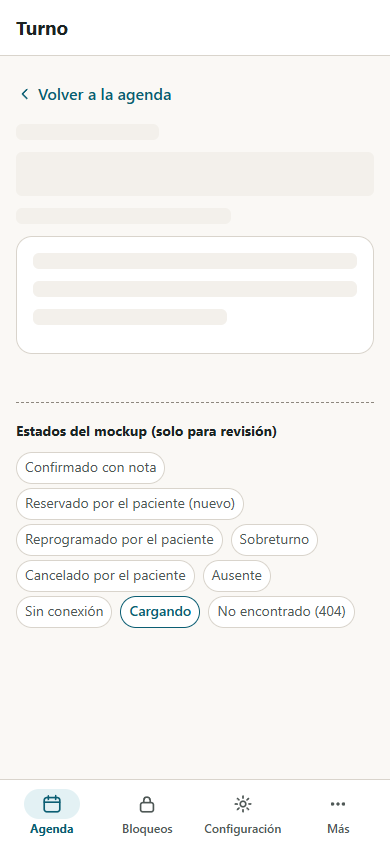 Turno
Volver a la agenda
Estados del mockup (solo para revisión)
Confirmado con nota
Reservado por el paciente (nuevo)
Reprogramado por el paciente Sobreturno
Cancelado por el paciente Ausente
Sin conexión Cargando No encontrado (404)
Agenda Bloqueos Configuración Más